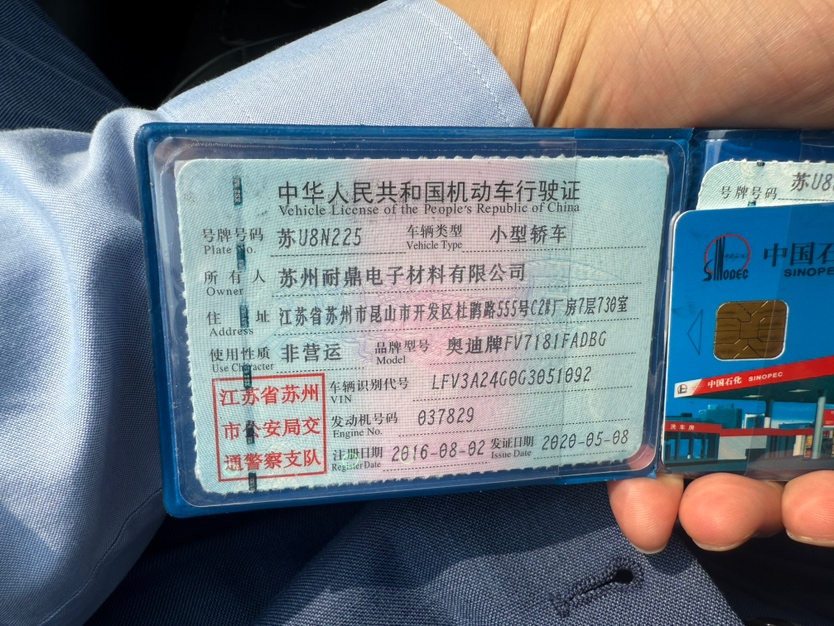 中华人民共和国机动车行驶证
Vehicle License of the People's Republic of China
号牌号码 苏U8N225 车辆类型 小型轿车
Plate No. Vehicle Type
所有人 苏州耐鼎电子材料有限公司
Owner
住址 江苏省苏州市昆山市开发区杜鹃路555号C2#厂房7层730室
Address
使用性质 非营运 品牌型号 奥迪牌FV7181FADBG
Use Character Model
江苏省苏州
市公安局交
通警察支队
车辆识别代号 LFV3A24G0G3051092
VIN
发动机号码 037829
Engine No.
注册日期 2016-08-02 发证日期 2020-05-08
Register Date Issue Date
号牌号码 苏U8
SINOPEC
中国石
SINOPE
中国石化 SINOPEC
洗车房